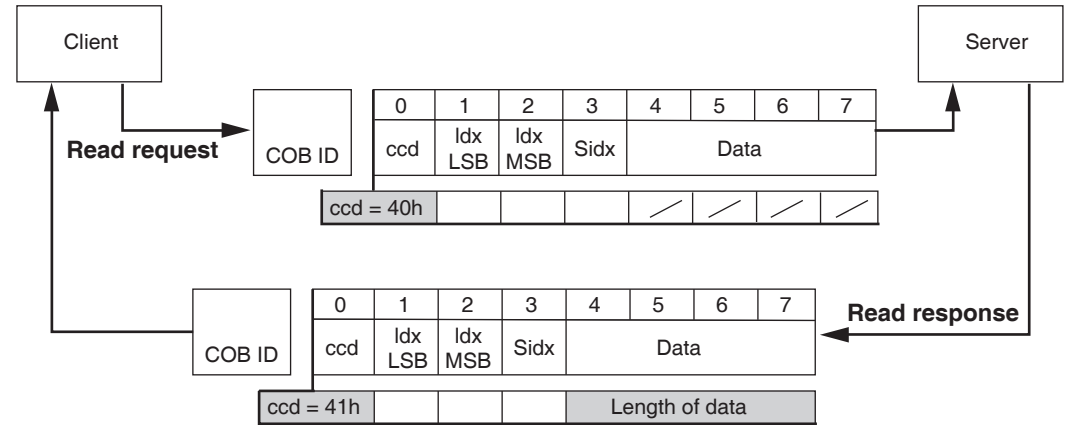 Client
Server
Read request
COB ID
0 1 2 3 4 5 6 7
ccd Idx LSB Idx MSB Sidx Data
ccd = 40h
Read response
COB ID
0 1 2 3 4 5 6 7
ccd Idx LSB Idx MSB Sidx Data
ccd = 41h Length of data